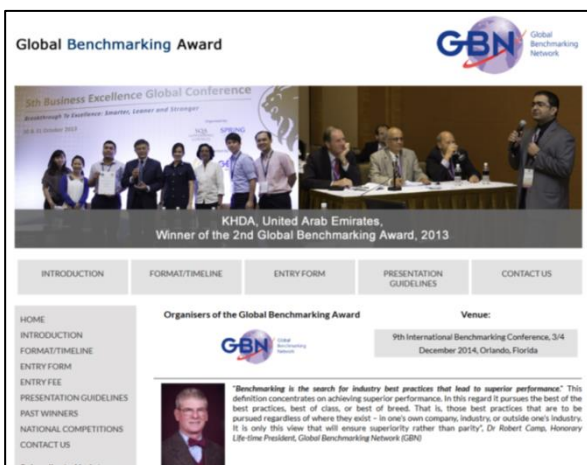 Global Benchmarking Award
GBN
Global
Benchmarking
Network
5th Business Excellence Global Conference
Breakthrough To Excellence: Smarter, Leaner and Stronger
October 2013
SPRING
KHDA, United Arab Emirates,
Winner of the 2nd Global Benchmarking Award, 2013
INTRODUCTION
FORMAT/TIMELINE
ENTRY FORM
PRESENTATION
GUIDELINES
CONTACT US
HOME
INTRODUCTION
FORMAT/TIMELINE
ENTRY FORM
ENTRY FEE
PRESENTATION GUIDELINES
PAST WINNERS
NATIONAL COMPETITIONS
CONTACT US
Organisers of the Global Benchmarking Award
GBN
Global
Benchmarking
Network
Venue:
9th International Benchmarking Conference, 3/4
December 2014, Orlando, Florida
"Benchmarking is the search for industry best practices that lead to superior performance." This
definition concentrates on achieving superior performance. In this regard it pursues the best of the
best practices, best of class, or best of breed. That is, those best practices that are to be
pursued regardless of where they exist – in one's own company, industry, or outside one's industry.
It is only this view that will ensure superiority rather than parity", Dr Robert Camp, Honorary
Life-time President, Global Benchmarking Network (GBN)